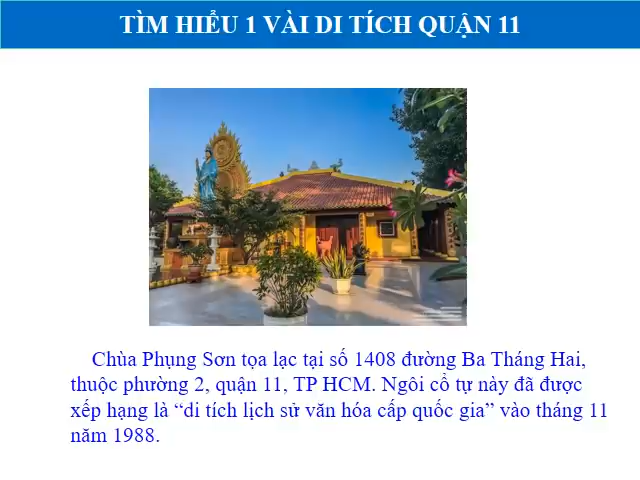 TÌM HIỂU 1 VÀI DI TÍCH QUẬN 11
Chùa Phụng Sơn tọa lạc tại số 1408 đường Ba Tháng Hai,
thuộc phường 2, quận 11, TP HCM. Ngôi cổ tự này đã được
xếp hạng là “di tích lịch sử văn hóa cấp quốc gia” vào tháng 11
năm 1988.